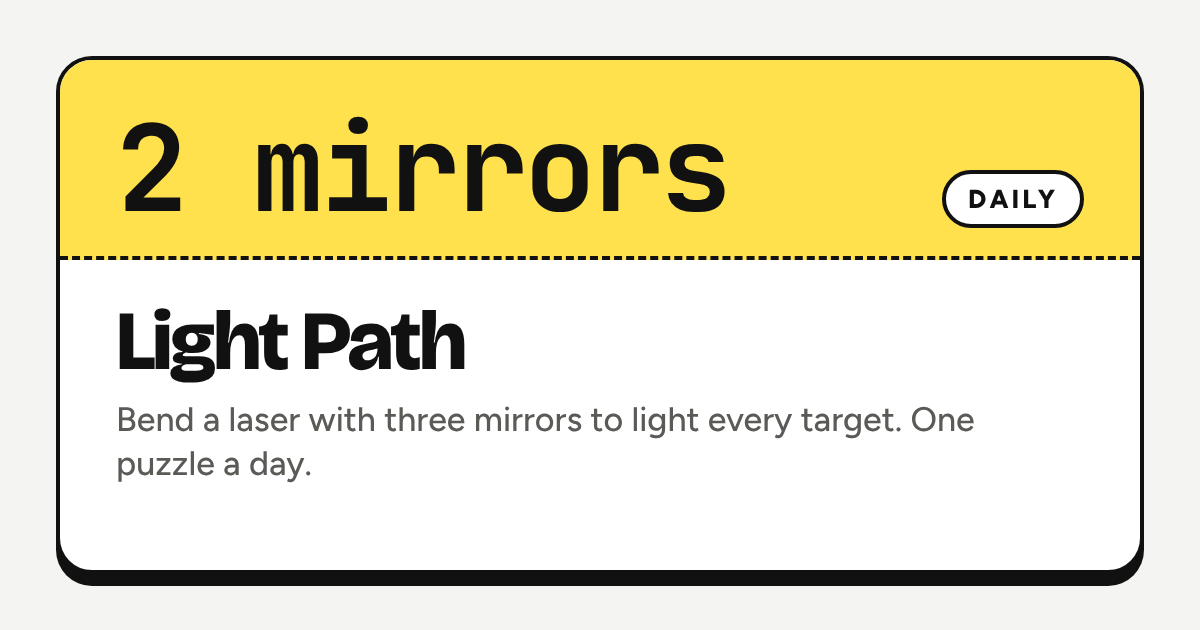 2 mirrors
DAILY
Light Path
Bend a laser with three mirrors to light every target. One
puzzle a day.